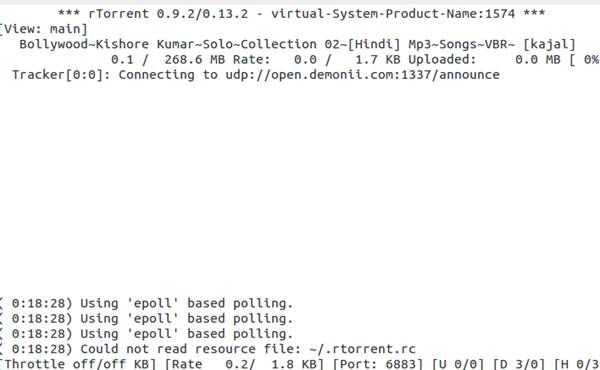 *** rTorrent 0.9.2/0.13.2 - virtual-System-Product-Name:1574 ***
[View: main]
Bollywood~Kishore Kumar~Solo~Collection 02~[Hindi] Mp3~Songs~VBR~ [kajal]
0.1 / 268.6 MB Rate: 0.0 / 1.7 KB Uploaded: 0.0 MB [ 0%
Tracker[0:0]: Connecting to udp://open.demonii.com:1337/announce
( 0:18:28) Using 'epoll' based polling.
( 0:18:28) Using 'epoll' based polling.
( 0:18:28) Using 'epoll' based polling.
( 0:18:28) Could not read resource file: ~/.rtorrent.rc
[Throttle off/off KB] [Rate 0.2/ 1.8 KB] [Port: 6883] [U 0/0] [D 3/0] [H 0/3